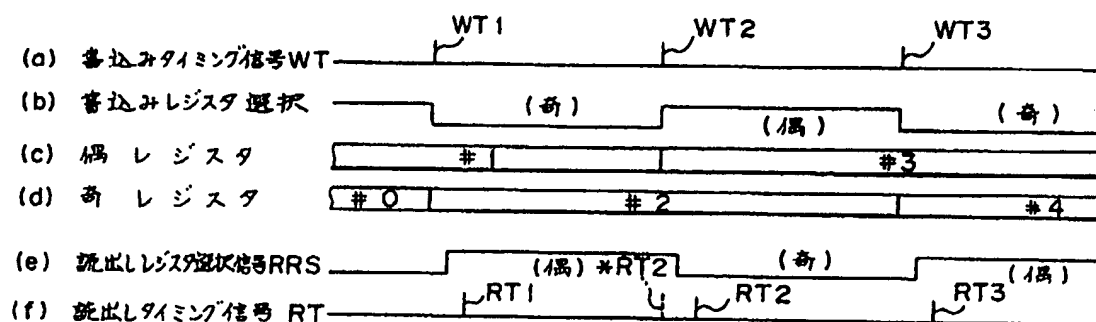 WT1 WT2 WT3
(a) 書込みタイミング信号WT
(b) 書込みレジスタ選択 (奇) (偶) (奇)
(c) 偶レジスタ # #3
(d) 奇レジスタ #0 #2 #4
(e) 読出しレジスタ選択信号RRS (偶) *RT2 (奇) (偶)
(f) 読出しタイミング信号 RT RT1 RT2 RT3